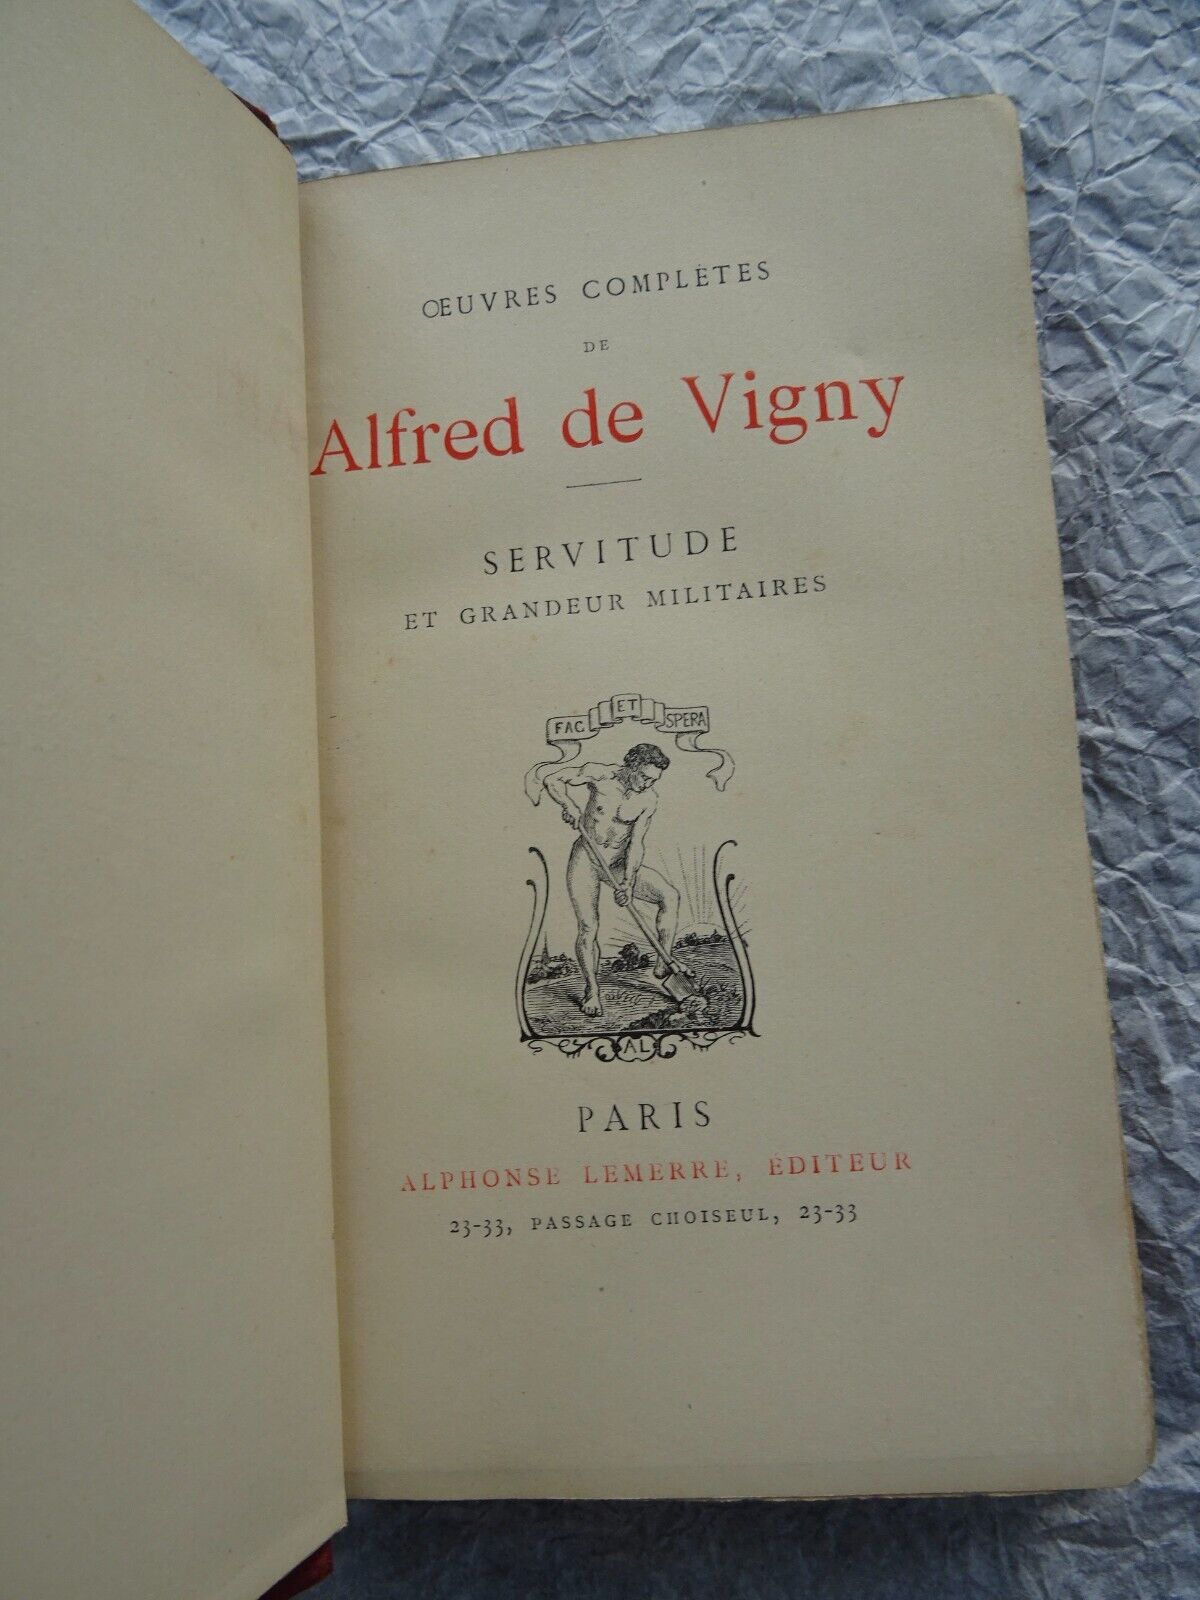 ŒUVRES COMPLÈTES
DE
Alfred de Vigny
SERVITUDE
ET GRANDEUR MILITAIRES
FAC ET SPERA
AL
PARIS
ALPHONSE LEMERRE, ÉDITEUR
23-33, PASSAGE CHOISEUL, 23-33